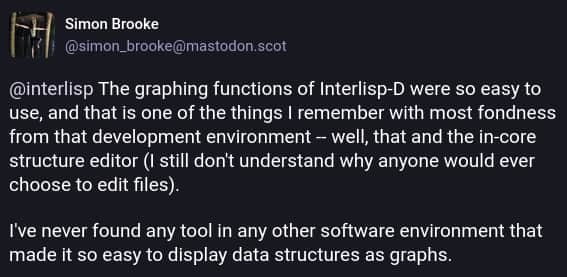 Simon Brooke
@simon_brooke@mastodon.scot
@interlisp The graphing functions of Interlisp-D were so easy to
use, and that is one of the things I remember with most fondness
from that development environment -- well, that and the in-core
structure editor (I still don't understand why anyone would ever
choose to edit files).
I've never found any tool in any other software environment that
made it so easy to display data structures as graphs.